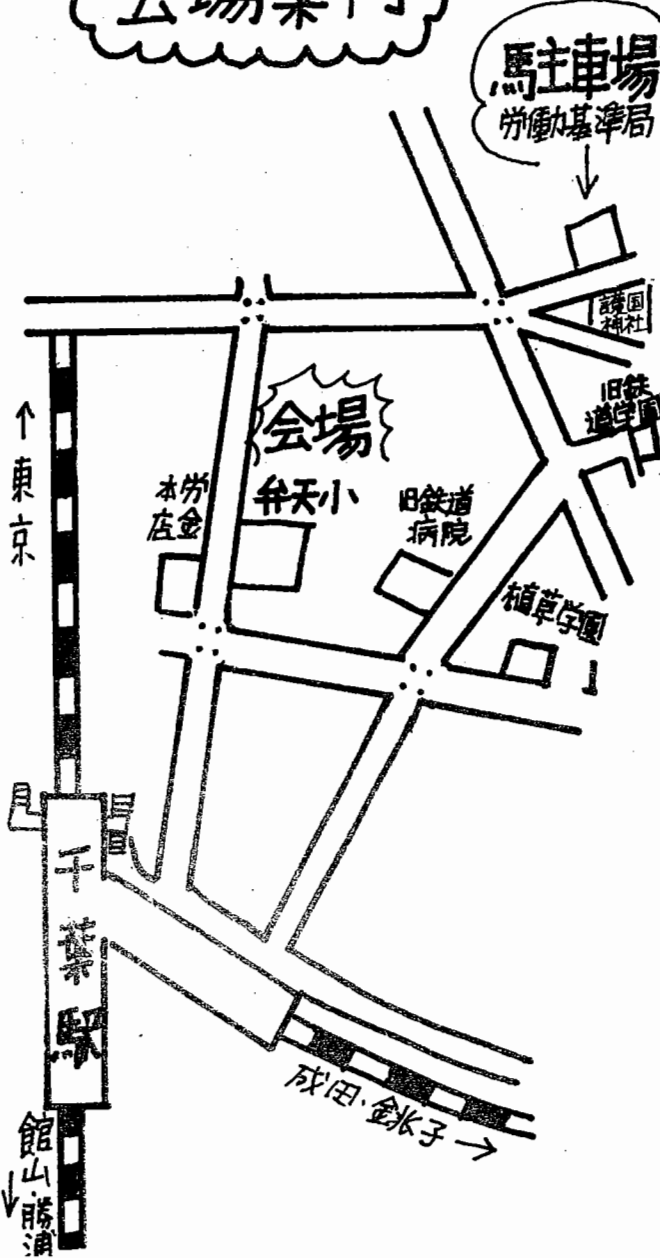 会場案内
駐車場
労働基準局
↓
護国
神社
旧鉄
道学園
会場
弁天小
労金
本店
旧鉄道
病院
植草学園
↑東京
千葉駅
成田・銚子→
館山・勝浦
↓